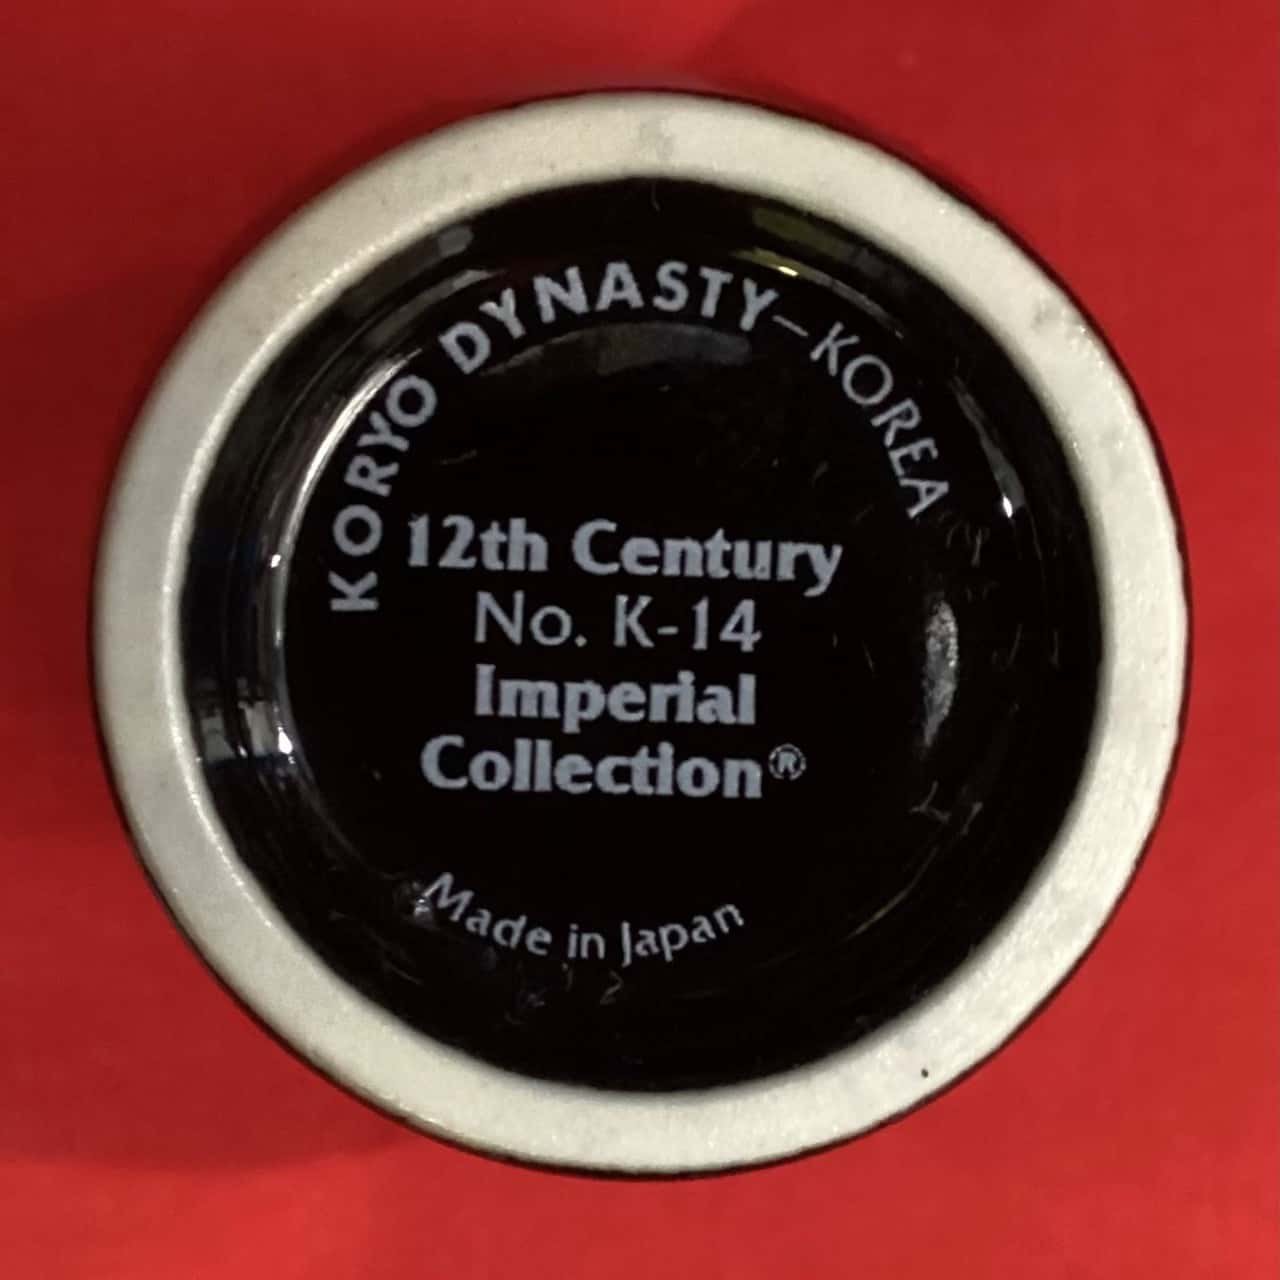 KORYO DYNASTY–KOREA
12th Century
No. K-14
Imperial
Collection®
Made in Japan